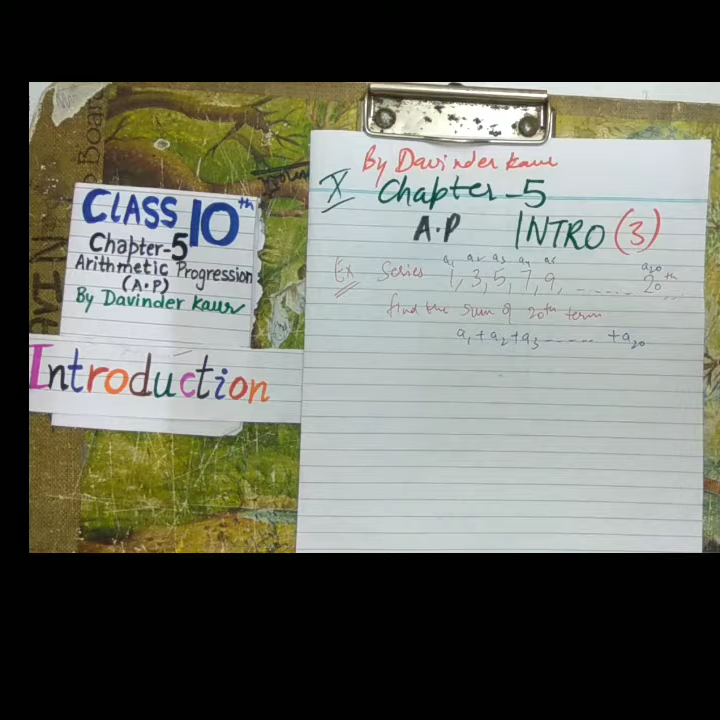 CLASS 10th
Chapter-5
Arithmetic Progression
(A.P)
By Davinder Kaur
Introduction
By Davinder Kaur
X Chapter-5
A.P INTRO (3)
a1 a2 a3 a4 a5 a20
Ex Series 1, 3, 5, 7, 9, ........ 20th ...
find the sum of 20th term
a1+a2+a3------ +a20